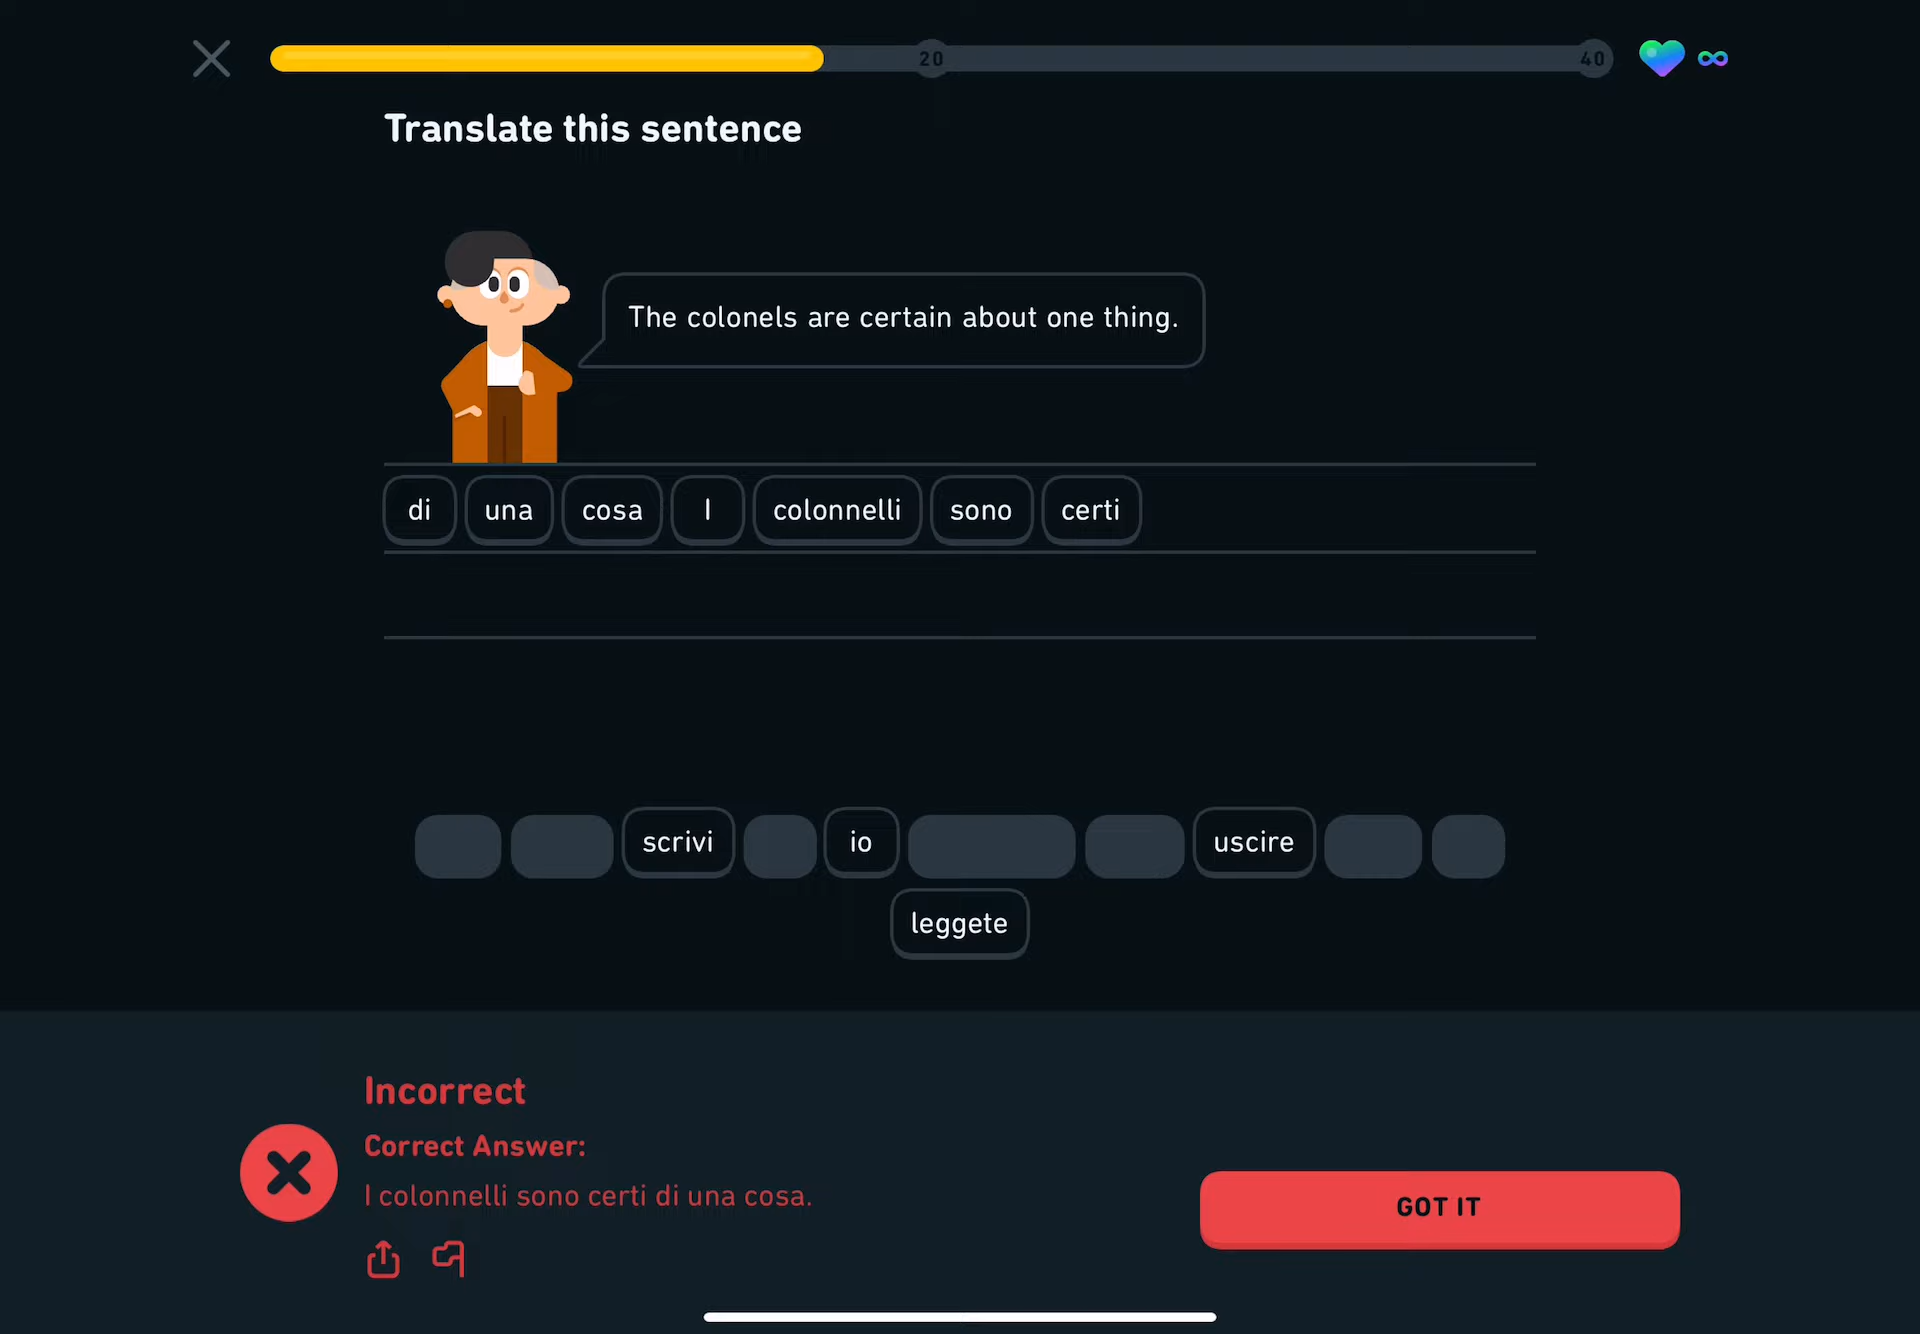 20
40
Translate this sentence
The colonels are certain about one thing.
di una cosa I colonnelli sono certi
scrivi io uscire
leggete
Incorrect
Correct Answer:
I colonnelli sono certi di una cosa.
GOT IT